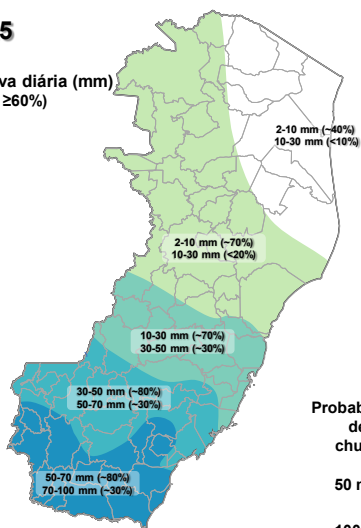 5
va diária (mm)
≥60%)
2-10 mm (~40%)
10-30 mm (<10%)
2-10 mm (~70%)
10-30 mm (<20%)
10-30 mm (~70%)
30-50 mm (~30%)
30-50 mm (~80%)
50-70 mm (~30%)
50-70 mm (~80%)
70-100 mm (~30%)
Probab
de
chu
50 m